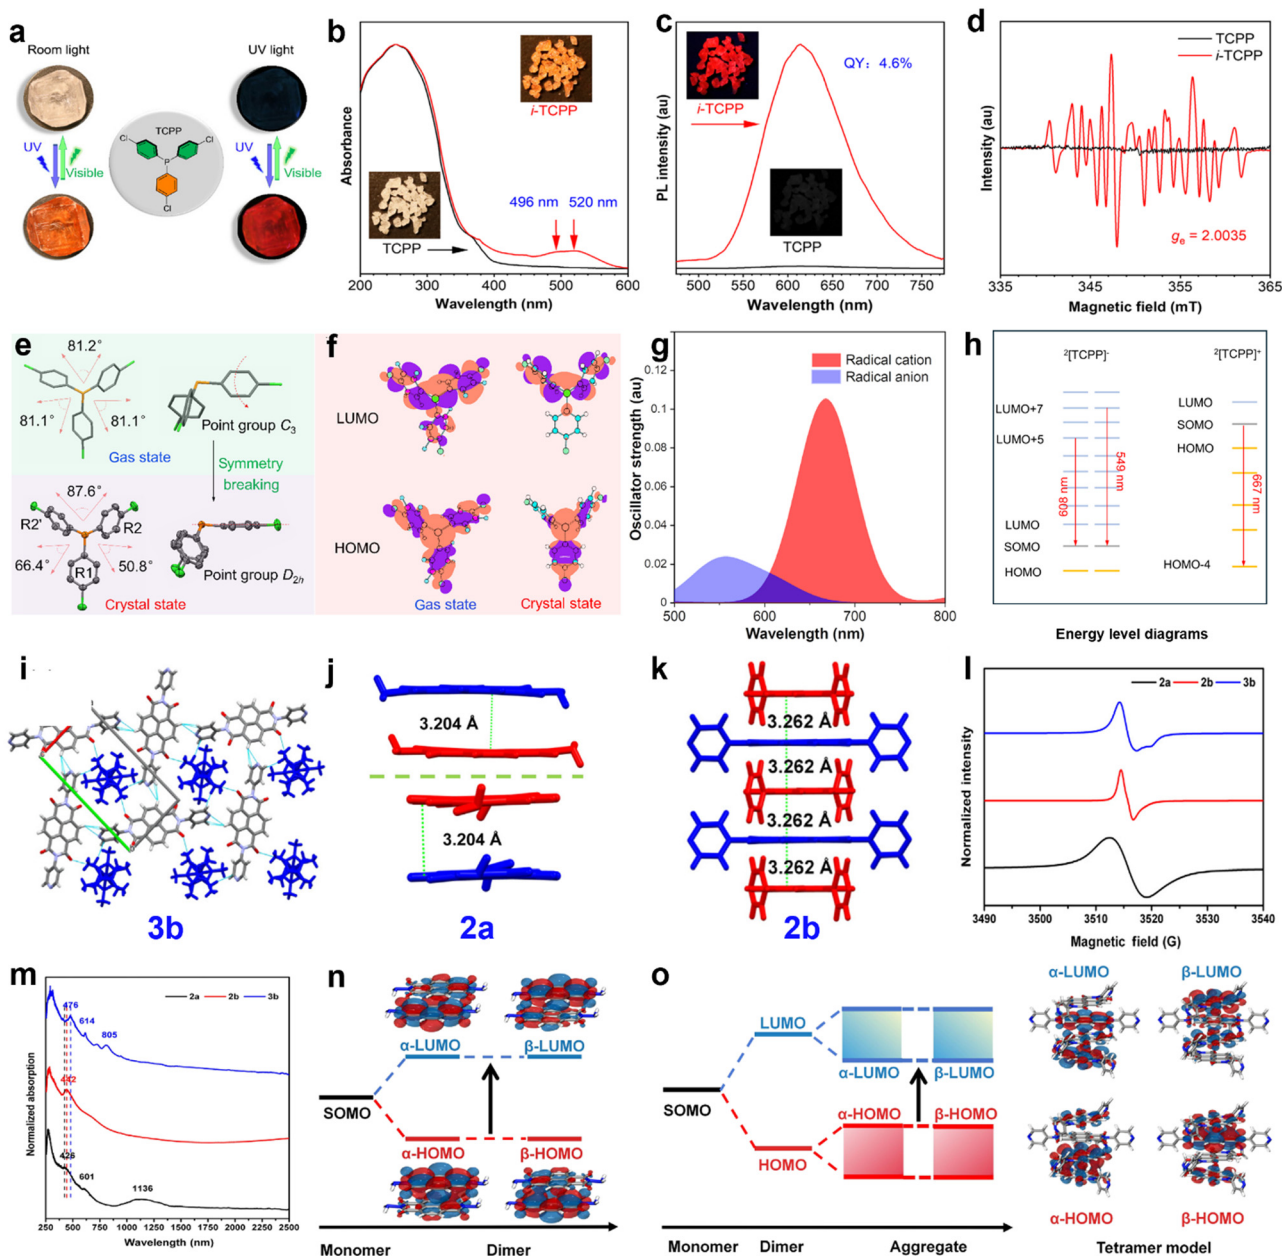 a
Room light
UV light
TCPP
Cl
Cl
P
Cl
UV
Visible
UV
Visible
b
Absorbance
i-TCPP
496 nm
520 nm
TCPP
200
300
400
500
600
Wavelength (nm)
c
PL intensity (au)
QY: 4.6%
i-TCPP
TCPP
500
550
600
650
700
750
Wavelength (nm)
d
Intensity (au)
TCPP
i-TCPP
ge = 2.0035
335
345
355
365
Magnetic field (mT)
e
81.2°
81.1°
81.1°
Gas state
Point group C3
Symmetry
breaking
87.6°
R2'
R2
66.4°
R1
50.8°
Crystal state
Point group D2h
f
LUMO
HOMO
Gas state
Crystal state
g
Oscillator strength (au)
Radical cation
Radical anion
0.12
0.1
0.08
0.06
0.04
0.02
0
500
600
700
800
Wavelength (nm)
h
2[TCPP]-
2[TCPP]+
LUMO+7
LUMO+5
LUMO
SOMO
HOMO
608 nm
549 nm
LUMO
SOMO
HOMO
667 nm
HOMO-4
Energy level diagrams
i
3b
j
3.204 Å
3.204 Å
2a
k
3.262 Å
3.262 Å
3.262 Å
3.262 Å
2b
l
Normalized intensity
2a
2b
3b
3490
3500
3510
3520
3530
3540
Magnetic field (G)
m
Normalized absorption
2a
2b
3b
476
614
805
601
1136
250
500
750
1000
1250
1500
1750
2000
2250
2500
Wavelength (nm)
n
α-LUMO
β-LUMO
SOMO
α-HOMO
β-HOMO
Monomer
Dimer
o
LUMO
α-LUMO
β-LUMO
SOMO
α-HOMO
β-HOMO
HOMO
Monomer
Dimer
Aggregate
α-LUMO
β-LUMO
α-HOMO
β-HOMO
Tetramer model